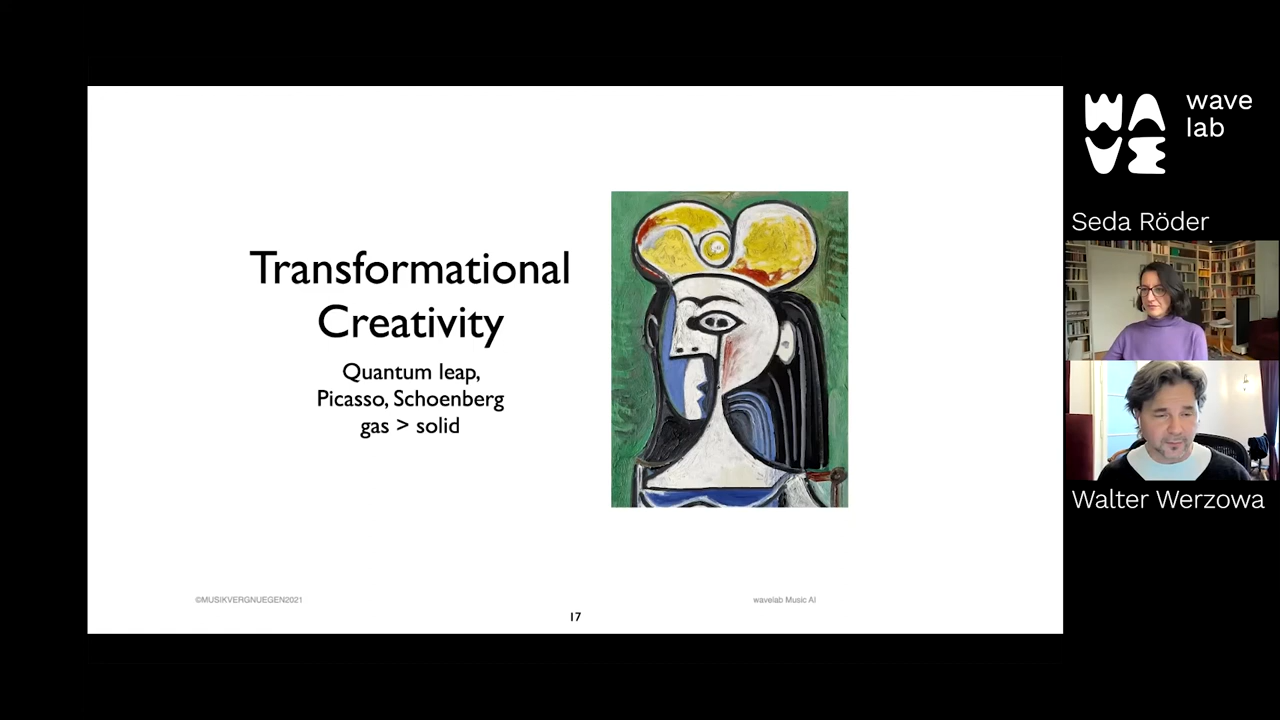 Transformational
Creativity
Quantum leap,
Picasso, Schoenberg
gas > solid
©MUSIKVERGNUEGEN2021
wavelab Music AI
17
WAVE
wave
lab
Seda Röder
Walter Werzowa